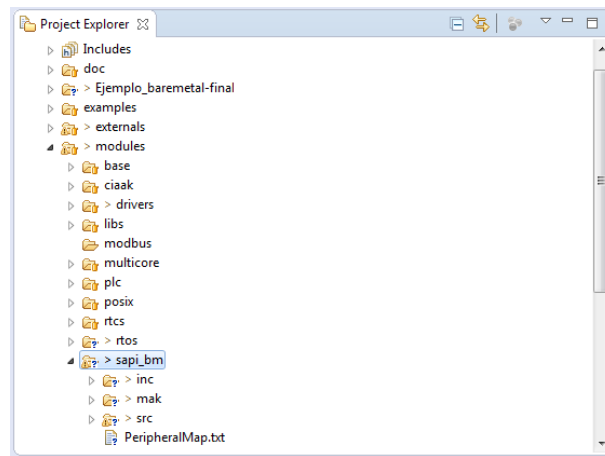 Project Explorer
Includes
doc
> Ejemplo_baremetal-final
examples
> externals
> modules
base
ciaak
> drivers
libs
modbus
multicore
plc
posix
rtcs
> rtos
> sapi_bm
> inc
> mak
> src
PeripheralMap.txt